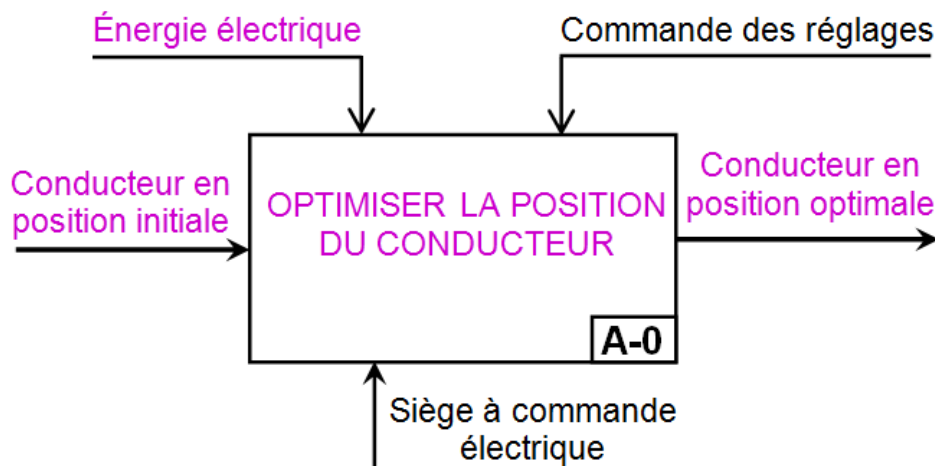 Énergie électrique
Commande des réglages
Conducteur en
position initiale
OPTIMISER LA POSITION
DU CONDUCTEUR
Conducteur en
position optimale
A-0
Siège à commande
électrique